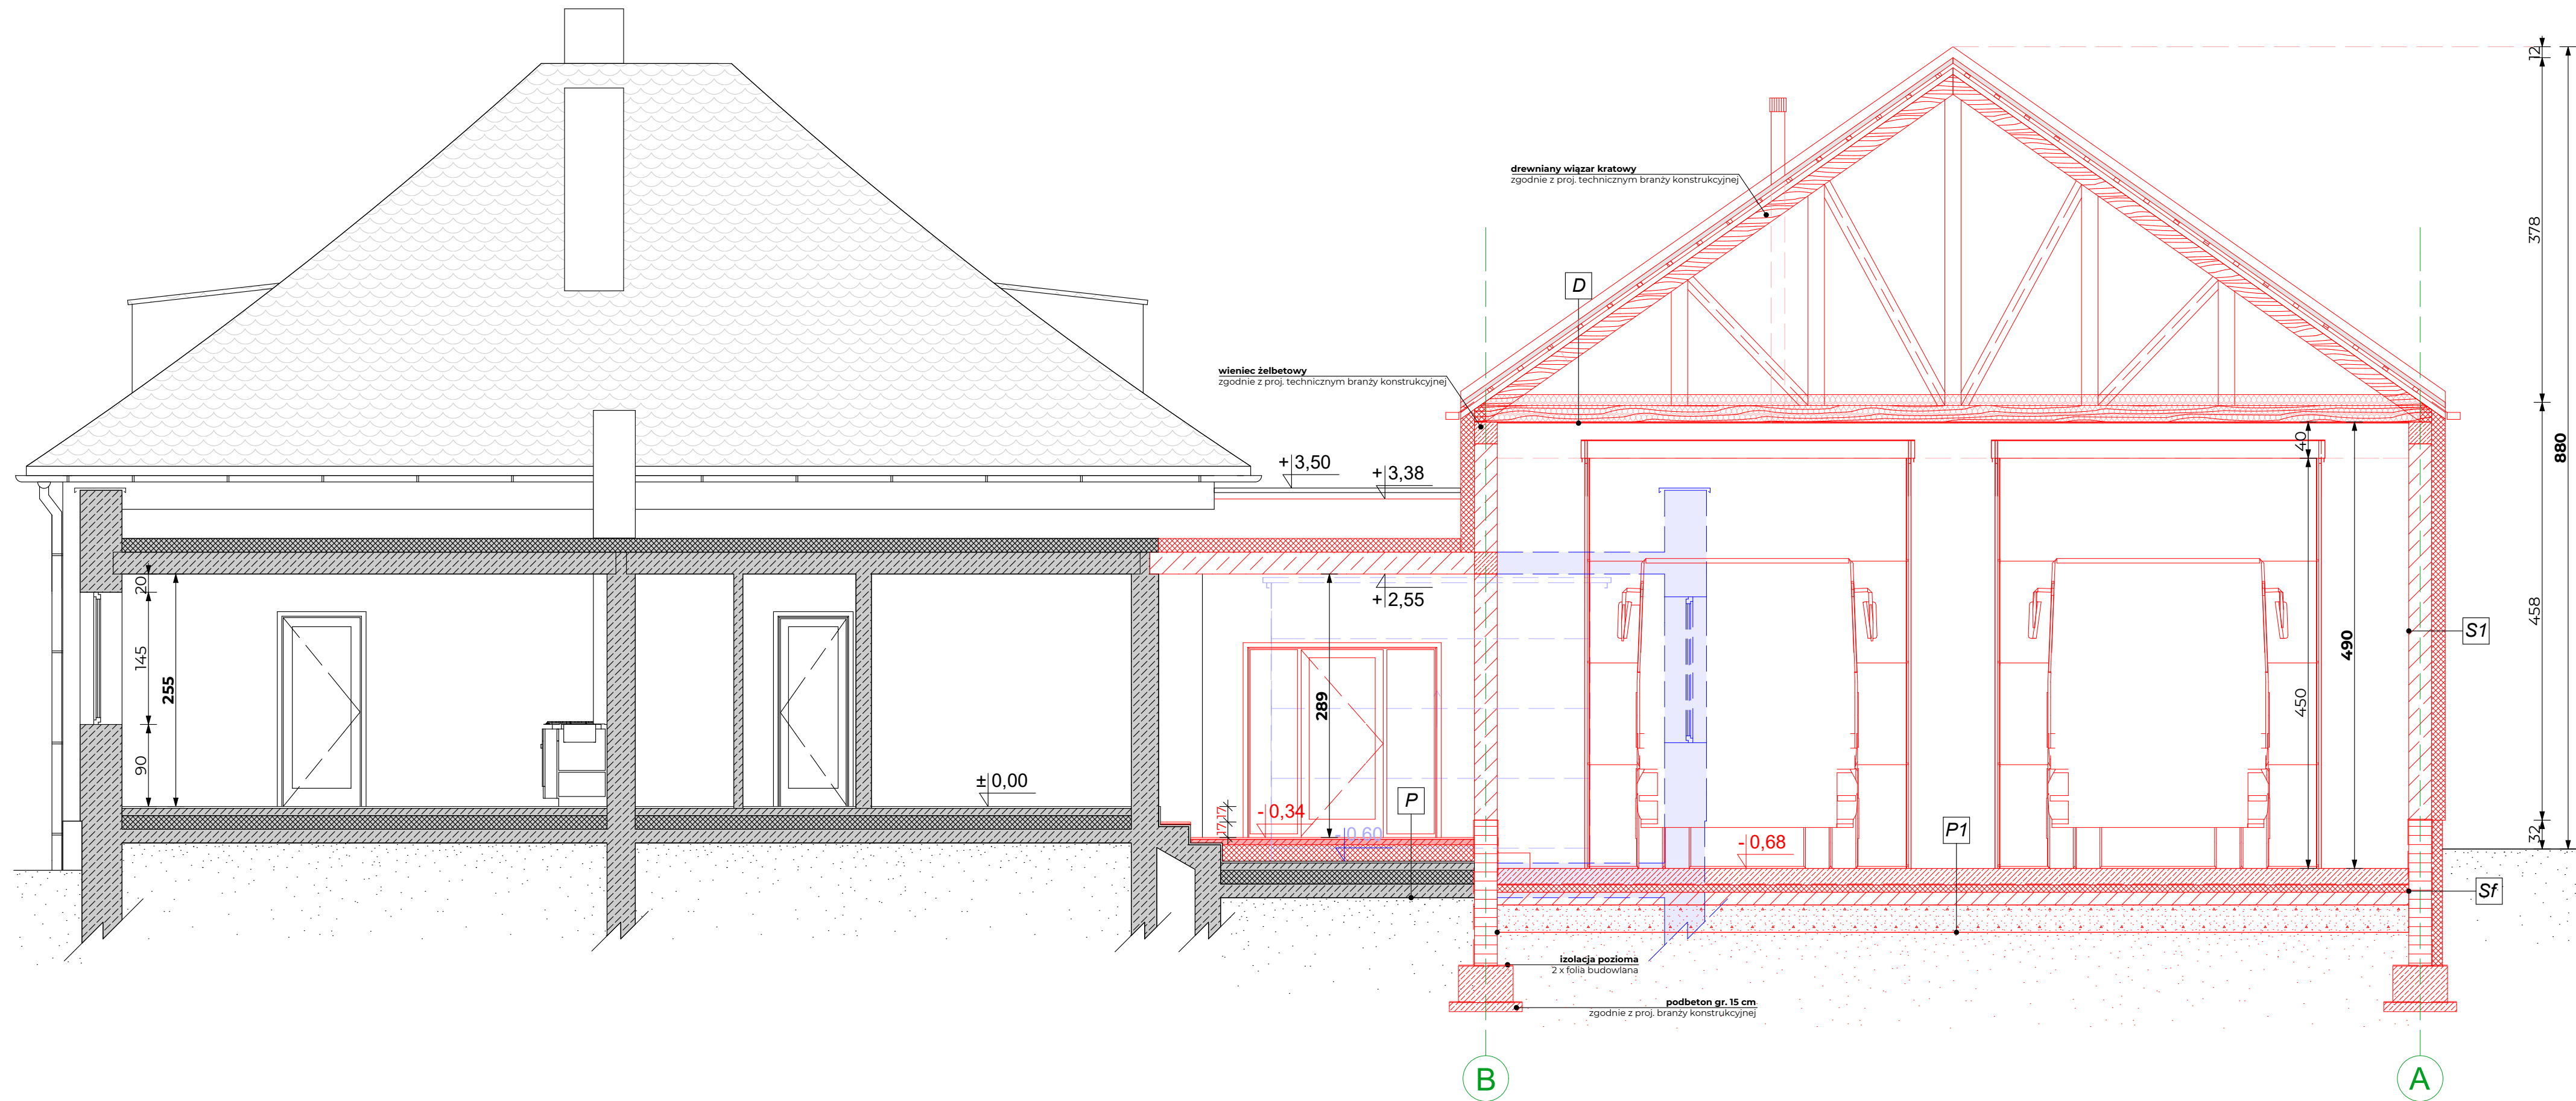 12
378
880
458
32
drewniany wiązar kratowy
zgodnie z proj. technicznym branży konstrukcyjnej
D
wieniec żelbetowy
zgodnie z proj. technicznym branży konstrukcyjnej
+3,50
+3,38
40
20
+2,55
145
255
90
±0,00
289
490
450
S1
17
17
-0,34
-0,60
P
P1
-0,68
Sf
izolacja pozioma
2 x folia budowlana
podbeton gr. 15 cm
zgodnie z proj. branży konstrukcyjnej
B
A